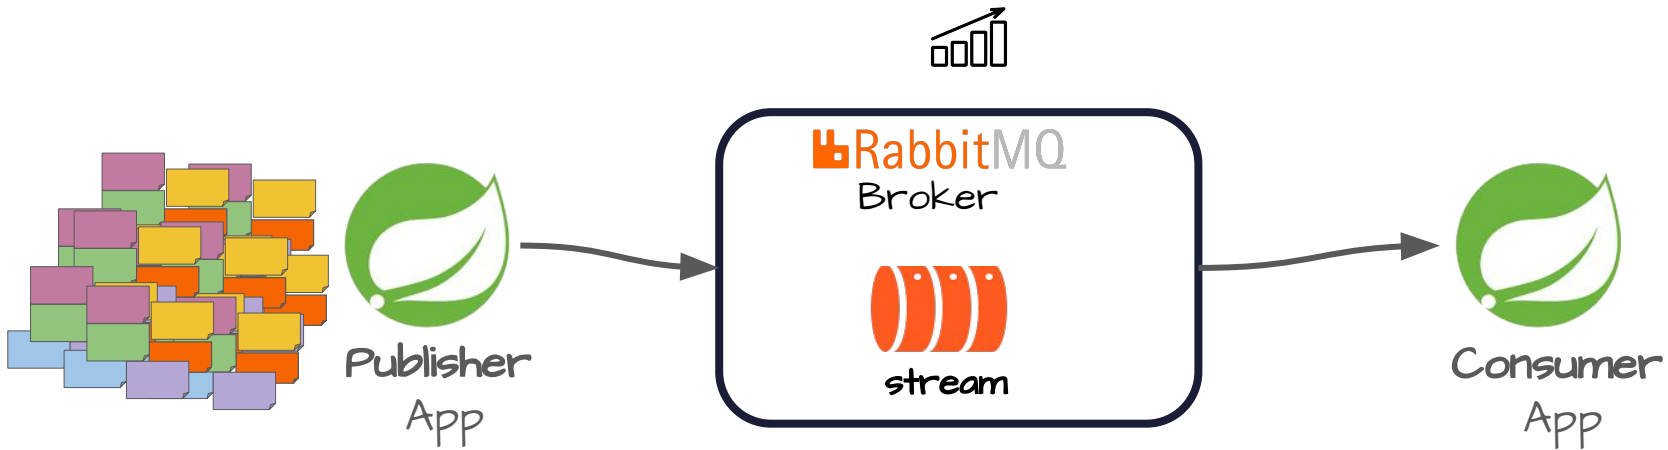 RabbitMQ
Broker
stream
Publisher
App
Consumer
App